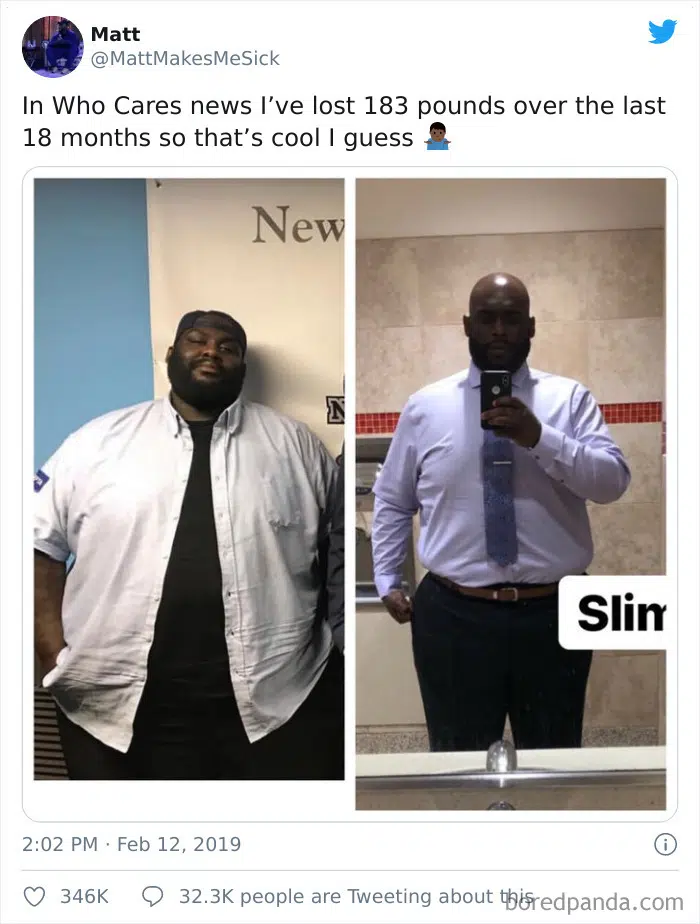 Matt
@MattMakesMeSick
In Who Cares news I’ve lost 183 pounds over the last
18 months so that’s cool I guess 🤷🏿‍♂️
New
N
Slim
2:02 PM · Feb 12, 2019
346K 32.3K people are Tweeting about this
boredpanda.com